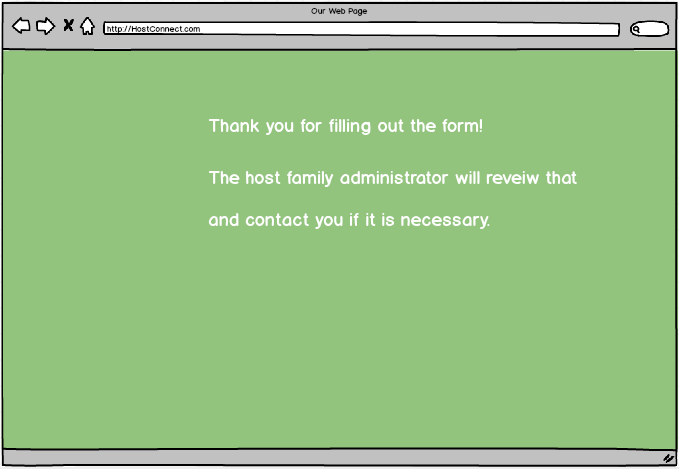 Our Web Page
http://HostConnect.com
Thank you for filling out the form!
The host family administrator will reveiw that
and contact you if it is necessary.